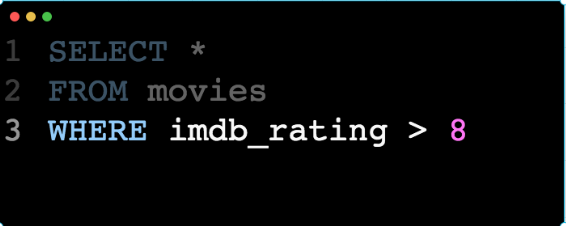 1 SELECT *
2 FROM movies
3 WHERE imdb_rating > 8